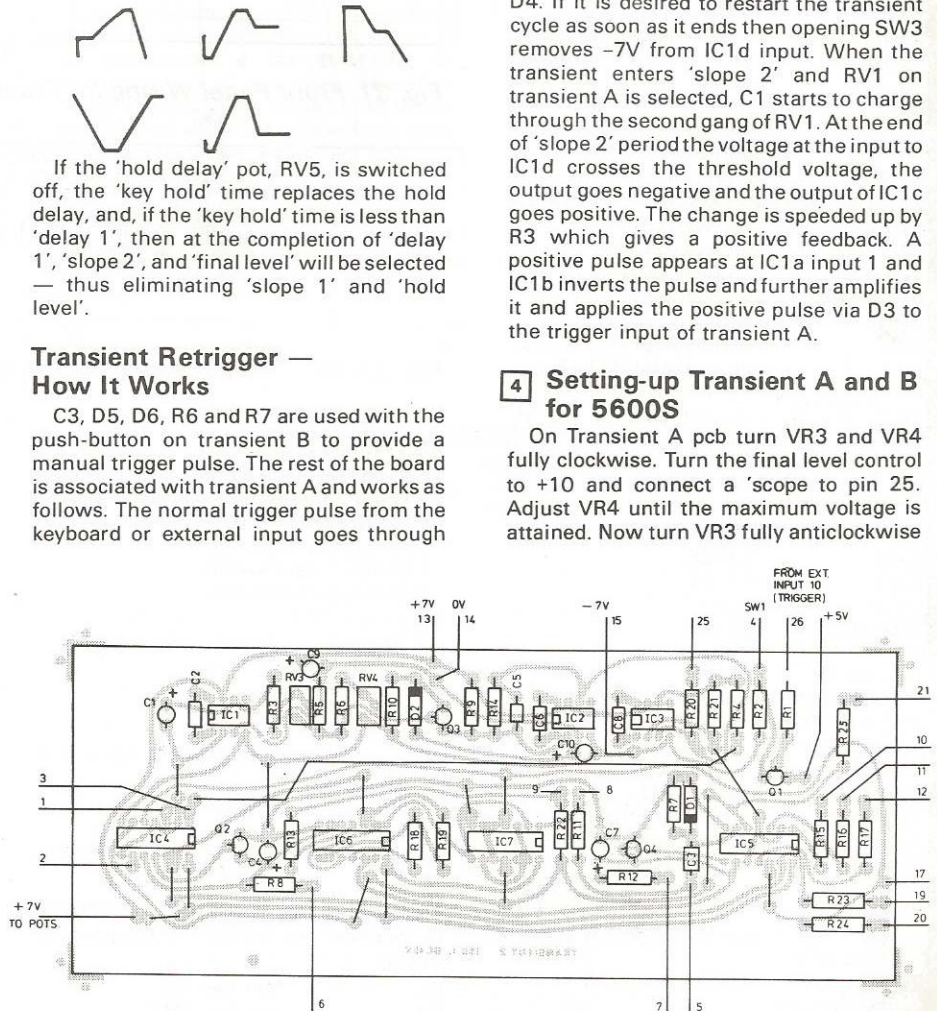 If the 'hold delay' pot, RV5, is switched
off, the 'key hold' time replaces the hold
delay, and, if the 'key hold' time is less than
'delay 1', then at the completion of 'delay
1', 'slope 2', and 'final level' will be selected
— thus eliminating 'slope 1' and 'hold
level'.
Transient Retrigger —
How It Works
C3, D5, D6, R6 and R7 are used with the
push-button on transient B to provide a
manual trigger pulse. The rest of the board
is associated with transient A and works as
follows. The normal trigger pulse from the
keyboard or external input goes through
D4. If it is desired to restart the transient
cycle as soon as it ends then opening SW3
removes –7V from IC1d input. When the
transient enters 'slope 2' and RV1 on
transient A is selected, C1 starts to charge
through the second gang of RV1. At the end
of 'slope 2' period the voltage at the input to
IC1d crosses the threshold voltage, the
output goes negative and the output of IC1c
goes positive. The change is speeded up by
R3 which gives a positive feedback. A
positive pulse appears at IC1a input 1 and
IC1b inverts the pulse and further amplifies
it and applies the positive pulse via D3 to
the trigger input of transient A.
4 Setting-up Transient A and B
for 5600S
On Transient A pcb turn VR3 and VR4
fully clockwise. Turn the final level control
to +10 and connect a 'scope to pin 25.
Adjust VR4 until the maximum voltage is
attained. Now turn VR3 fully anticlockwise
FROM EXT.
INPUT 10
(TRIGGER)
+7V 0V –7V SW1 +5V
13 14 15 25 4 26
C1 + C2 IC1 R3 + C9 RV3 R5 R6 RV4 R10 D2 Q3 R9 R14 C5 C6 IC2 C10 + C8 IC3 R20 R21 R4 R2 R1 Q1 R25
21
10
11
12
3
1
2
IC4 Q2 C4 + R13 R8 IC6 R18 R19 IC7 9 8 R22 R11 C7 + Q4 R12 R7 D1 C3 IC5 R15 R16 R17
17
R23 19
R24 20
+7V
TO POTS
6 7 5